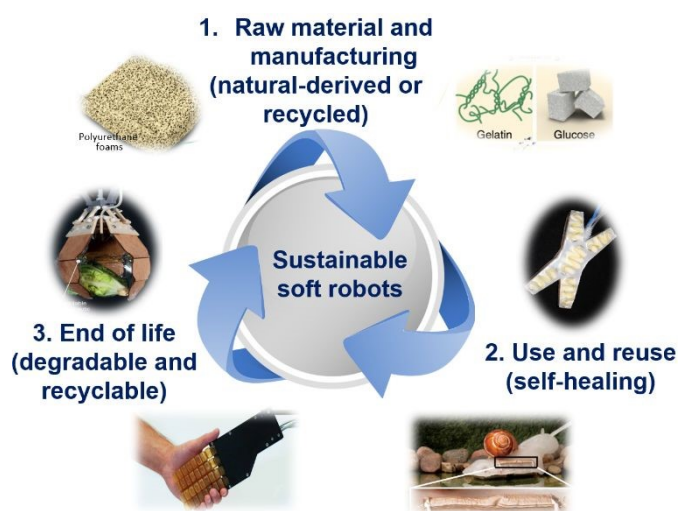 1. Raw material and
manufacturing
(natural-derived or
recycled)
Polyurethane
foams
Gelatin
Glucose
Sustainable
soft robots
3. End of life
(degradable and
recyclable)
2. Use and reuse
(self-healing)